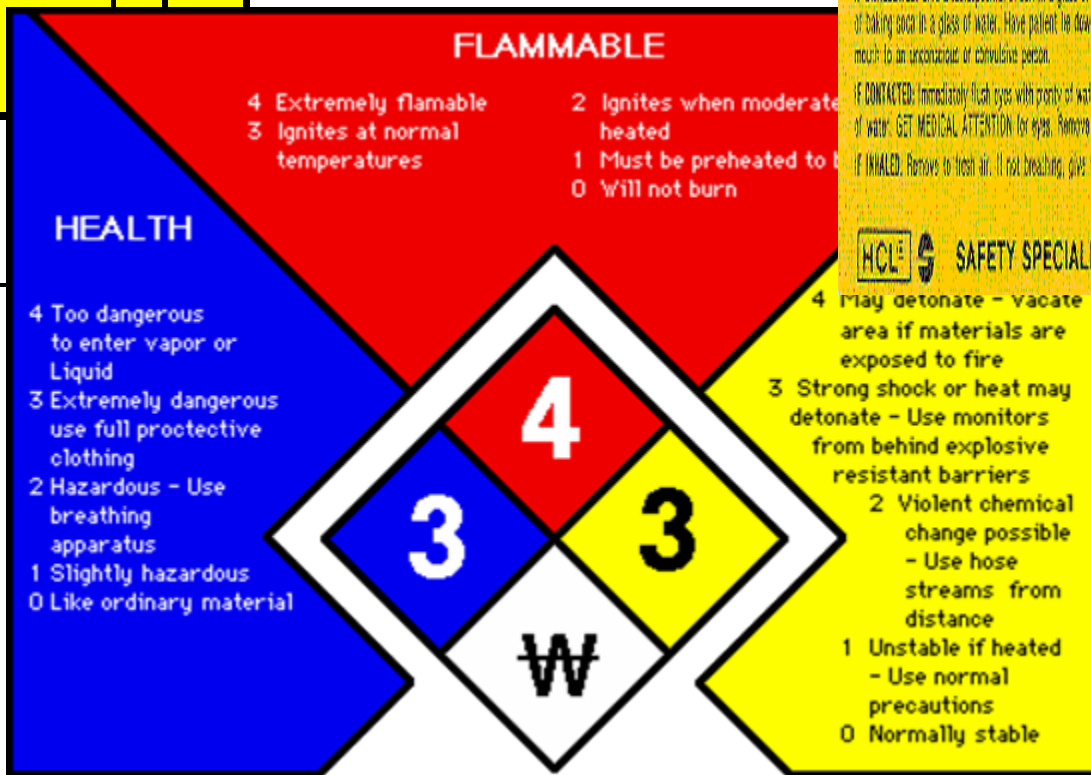 FLAMMABLE
4 Extremely flamable
3 Ignites at normal
temperatures
2 Ignites when moderate
heated
1 Must be preheated to
0 Will not burn
of baking soda in a glass of water. Have patient lie dow
mouth to an unconscious or convulsive person.
IF CONTACTED: Immediately flush eyes with plenty of wat
of water. GET MEDICAL ATTENTION for eyes. Remove
IF INHALED: Remove to fresh air. If not breathing, give
HCL
SAFETY SPECIAL
HEALTH
4 Too dangerous
to enter vapor or
Liquid
3 Extremely dangerous
use full proctective
clothing
2 Hazardous - Use
breathing
apparatus
1 Slightly hazardous
0 Like ordinary material
4
3
3
W
4 May detonate - Vacate
area if materials are
exposed to fire
3 Strong shock or heat may
detonate - Use monitors
from behind explosive
resistant barriers
2 Violent chemical
change possible
- Use hose
streams from
distance
1 Unstable if heated
- Use normal
precautions
0 Normally stable